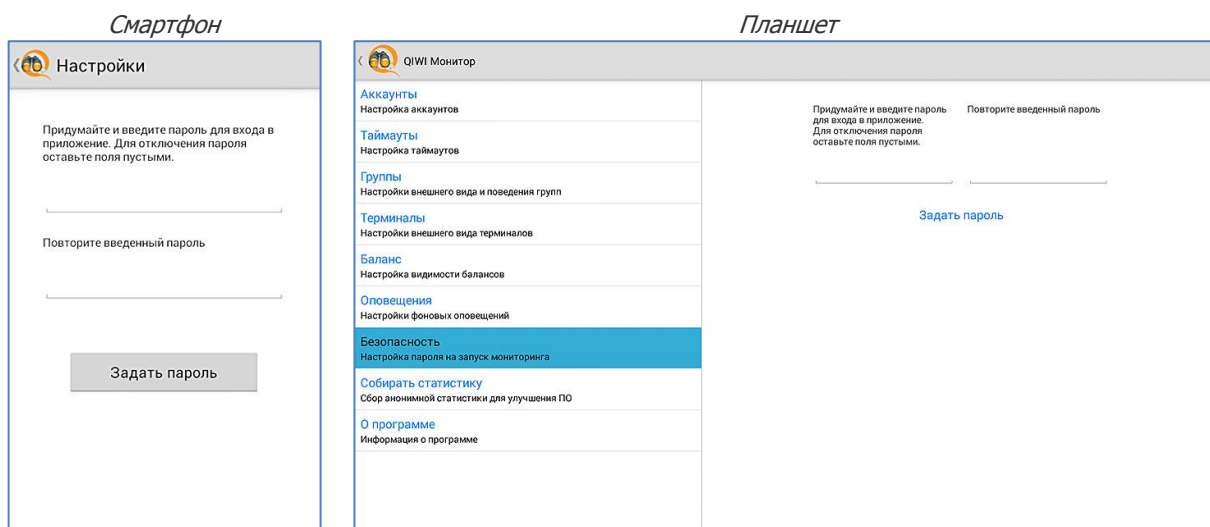 Смартфон
Настройки
Придумайте и введите пароль для входа в
приложение. Для отключения пароля
оставьте поля пустыми.
Повторите введенный пароль
Задать пароль
Планшет
QIWI Монитор
Аккаунты
Настройка аккаунтов
Таймауты
Настройка таймаутов
Группы
Настройки внешнего вида и поведения групп
Терминалы
Настройки внешнего вида терминалов
Баланс
Настройка видимости балансов
Оповещения
Настройки фоновых оповещений
Безопасность
Настройка пароля на запуск мониторинга
Собирать статистику
Сбор анонимной статистики для улучшения ПО
О программе
Информация о программе
Придумайте и введите пароль
для входа в приложение.
Для отключения пароля
оставьте поля пустыми.
Повторите введенный пароль
Задать пароль